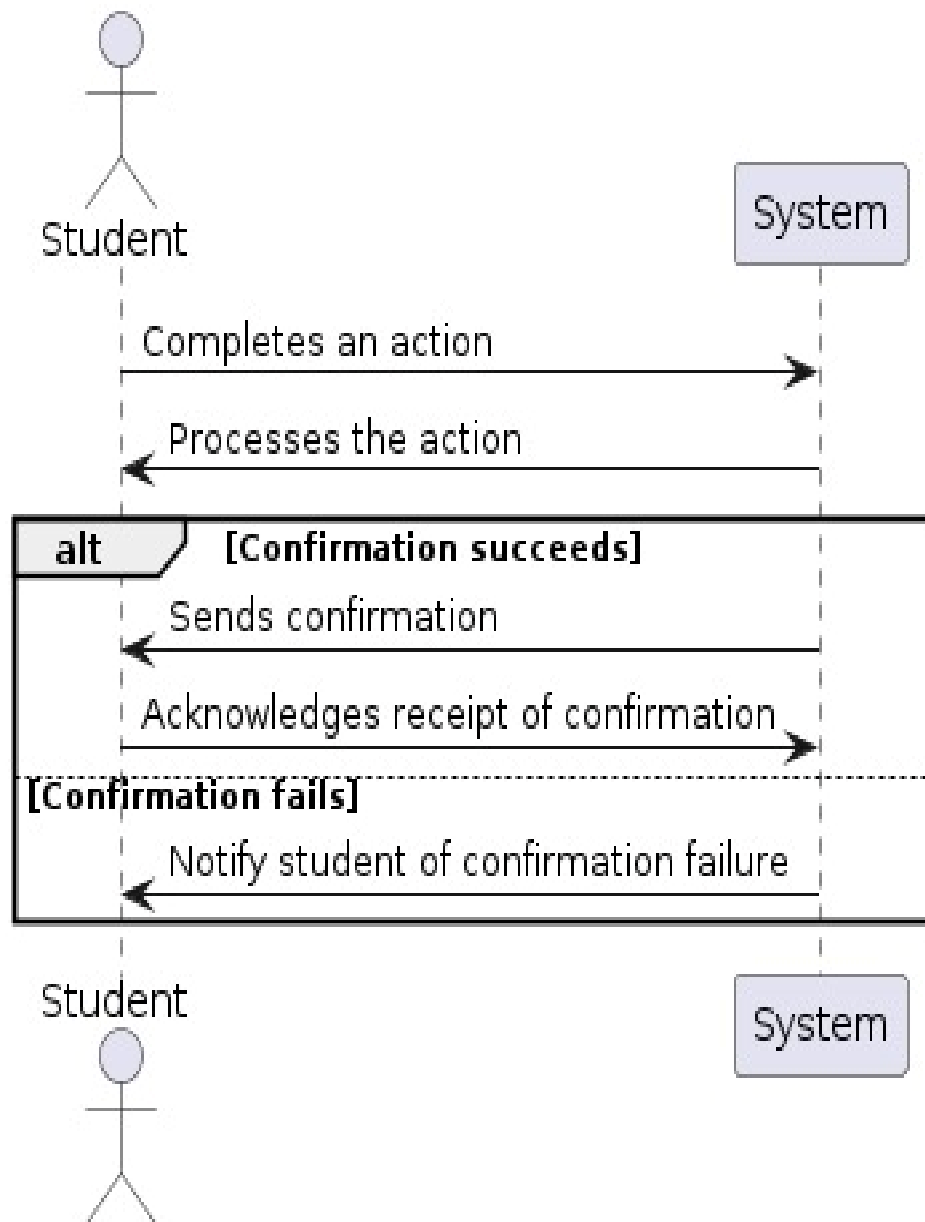 Student
System
Completes an action
Processes the action
alt [Confirmation succeeds]
Sends confirmation
Acknowledges receipt of confirmation
[Confirmation fails]
Notify student of confirmation failure
Student
System